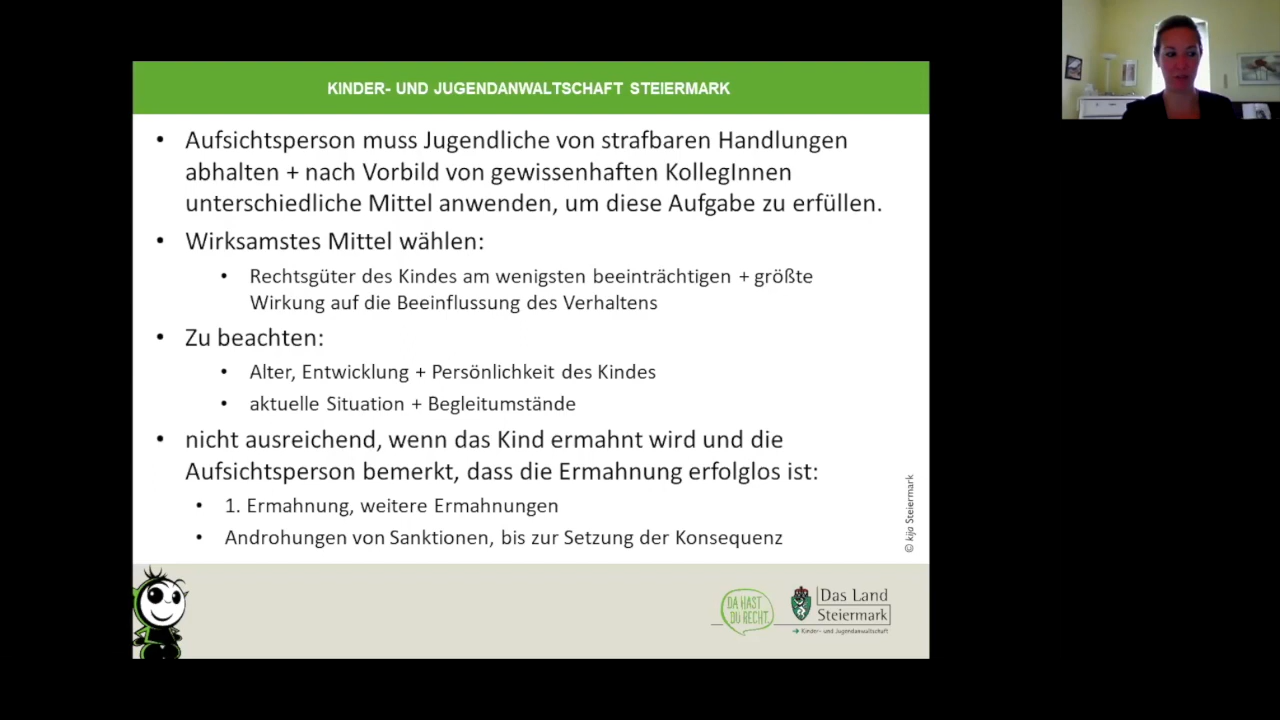 KINDER- UND JUGENDANWALTSCHAFT STEIERMARK
• Aufsichtsperson muss Jugendliche von strafbaren Handlungen
abhalten + nach Vorbild von gewissenhaften KollegInnen
unterschiedliche Mittel anwenden, um diese Aufgabe zu erfüllen.
• Wirksamstes Mittel wählen:
• Rechtsgüter des Kindes am wenigsten beeinträchtigen + größte
Wirkung auf die Beeinflussung des Verhaltens
• Zu beachten:
• Alter, Entwicklung + Persönlichkeit des Kindes
• aktuelle Situation + Begleitumstände
• nicht ausreichend, wenn das Kind ermahnt wird und die
Aufsichtsperson bemerkt, dass die Ermahnung erfolglos ist:
• 1. Ermahnung, weitere Ermahnungen
• Androhungen von Sanktionen, bis zur Setzung der Konsequenz
© kija Steiermark
DA HAST
DU RECHT.
Das Land
Steiermark
→ Kinder- und Jugendanwaltschaft